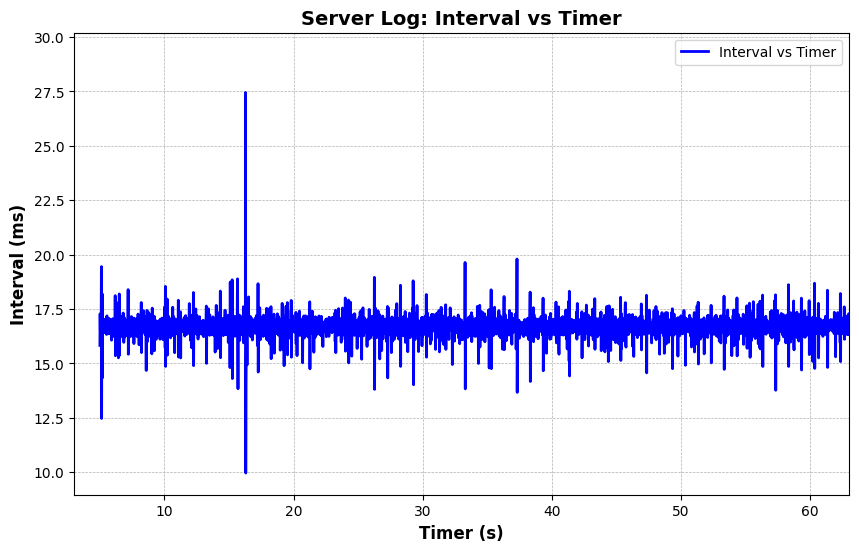 Server Log: Interval vs Timer
Interval vs Timer
30.0
27.5
25.0
22.5
20.0
17.5
15.0
12.5
10.0
Interval (ms)
10 20 30 40 50 60
Timer (s)